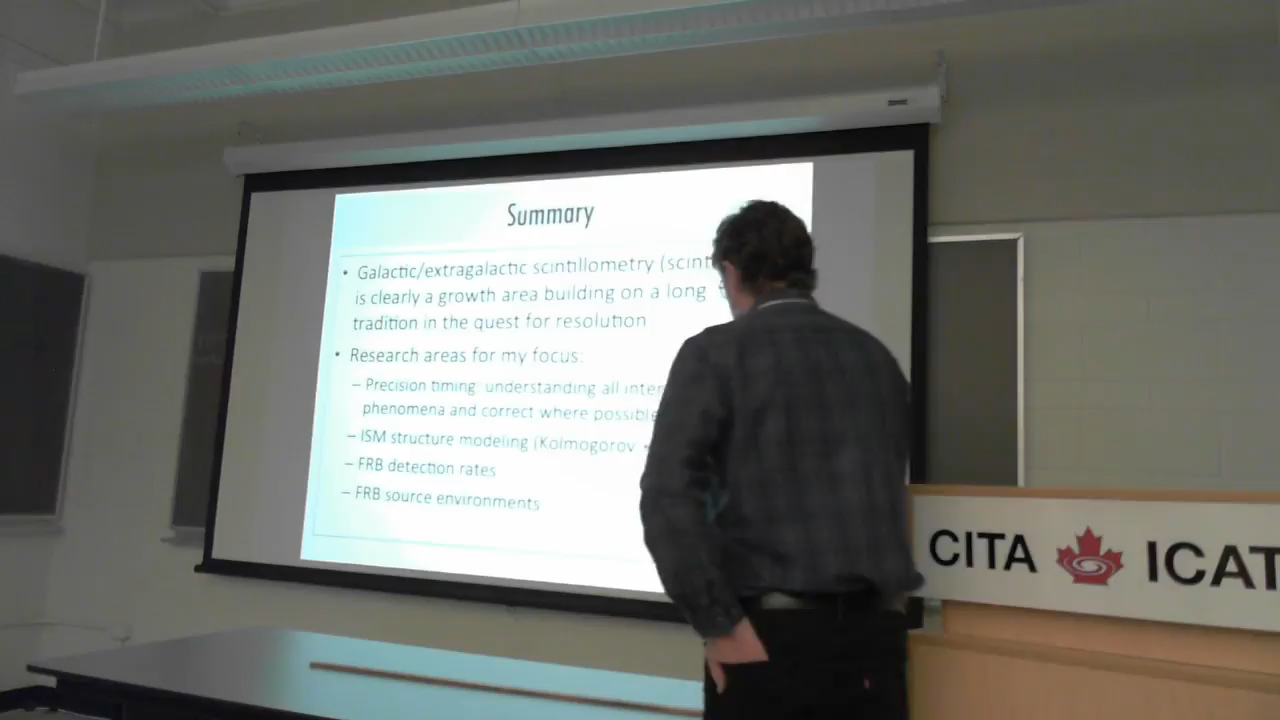 Summary
• Galactic/extragalactic scintillometry (scint
is clearly a growth area building on a long
tradition in the quest for resolution
• Research areas for my focus:
– Precision timing understanding all inter
phenomena and correct where possible
– ISM structure modeling (Kolmogorov
– FRB detection rates
– FRB source environments
CITA ICAT